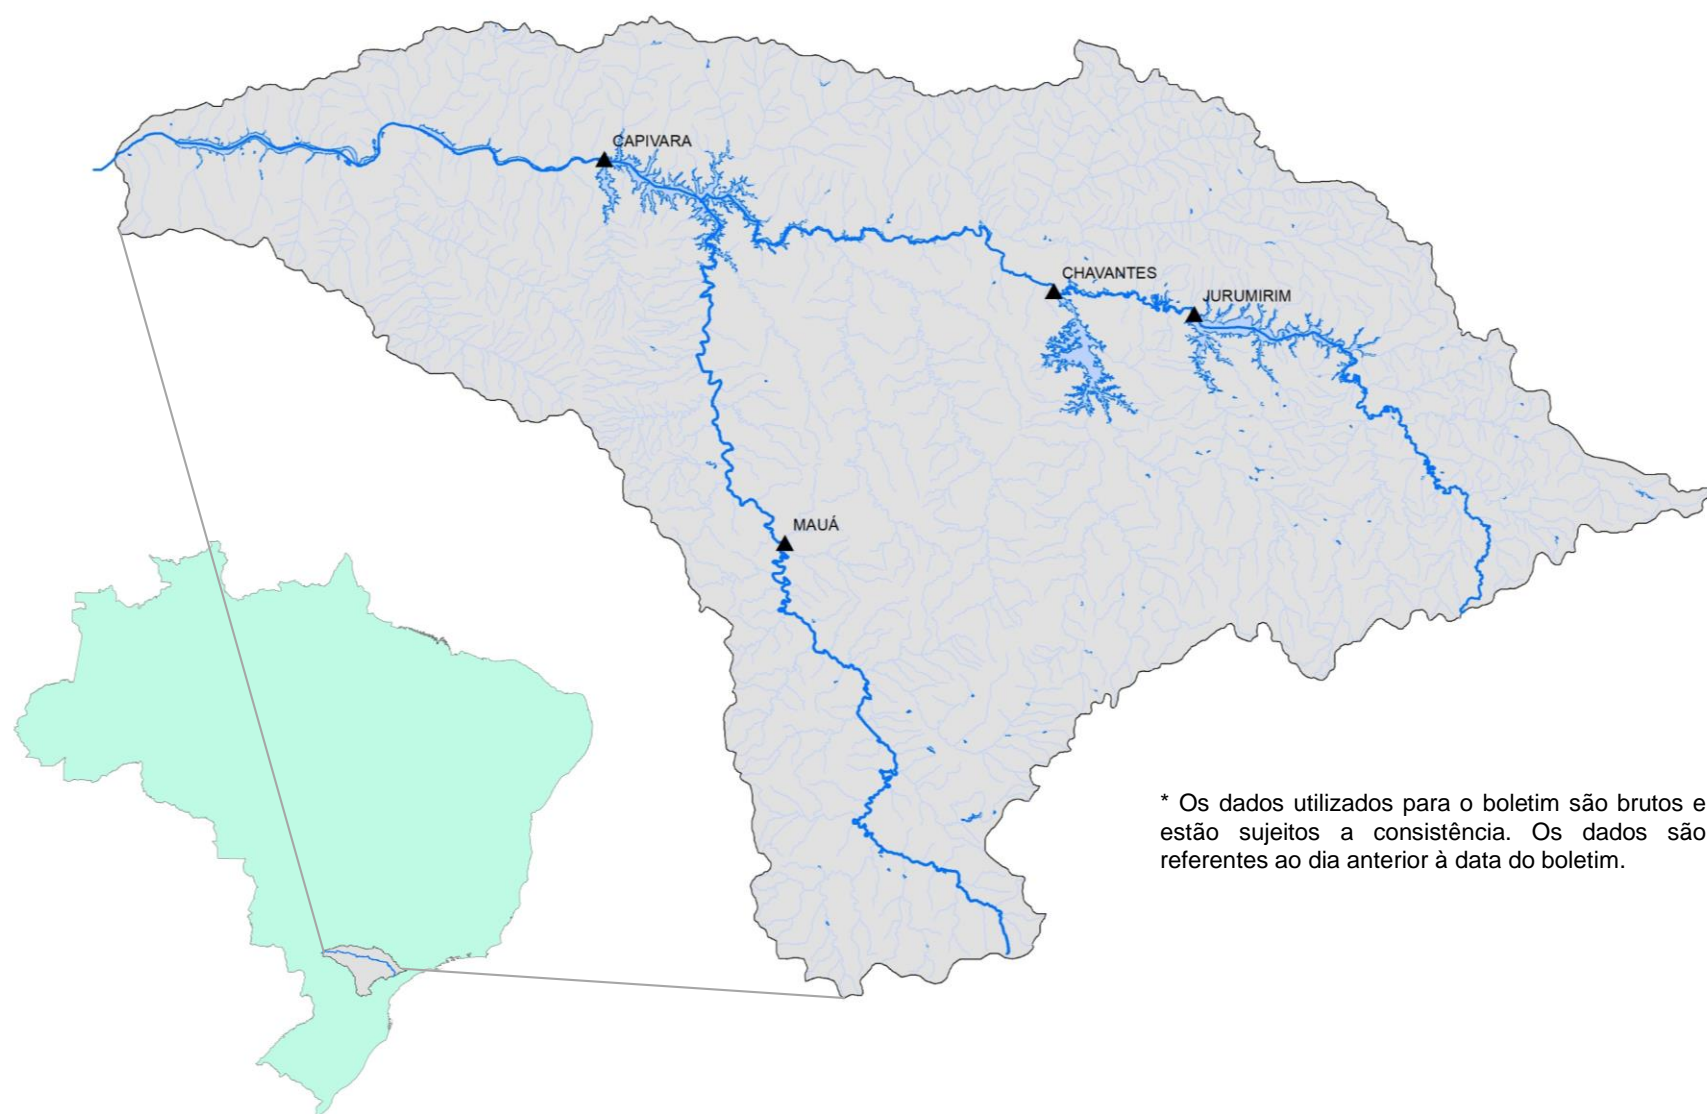 CAPIVARA
CHAVANTES
JURUMIRIM
MAUÁ
* Os dados utilizados para o boletim são brutos e
estão sujeitos a consistência. Os dados são
referentes ao dia anterior à data do boletim.